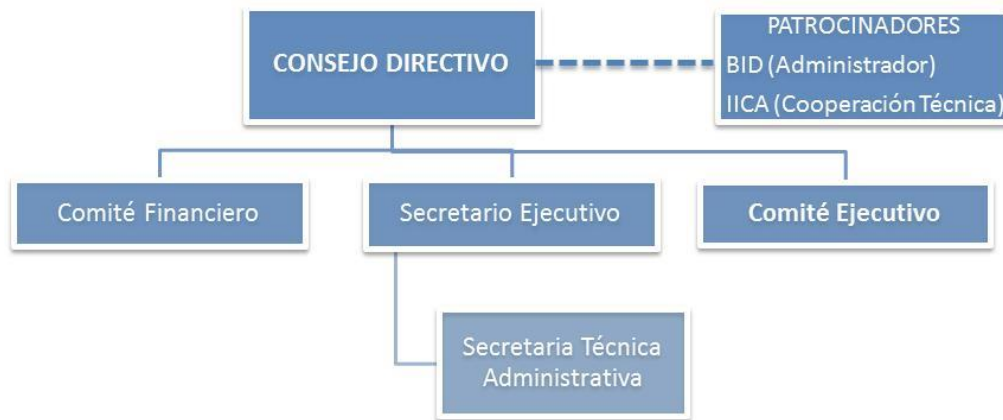 CONSEJO DIRECTIVO
PATROCINADORES
BID (Administrador)
IICA (Cooperación Técnica)
Comité Financiero
Secretario Ejecutivo
Comité Ejecutivo
Secretaria Técnica
Administrativa